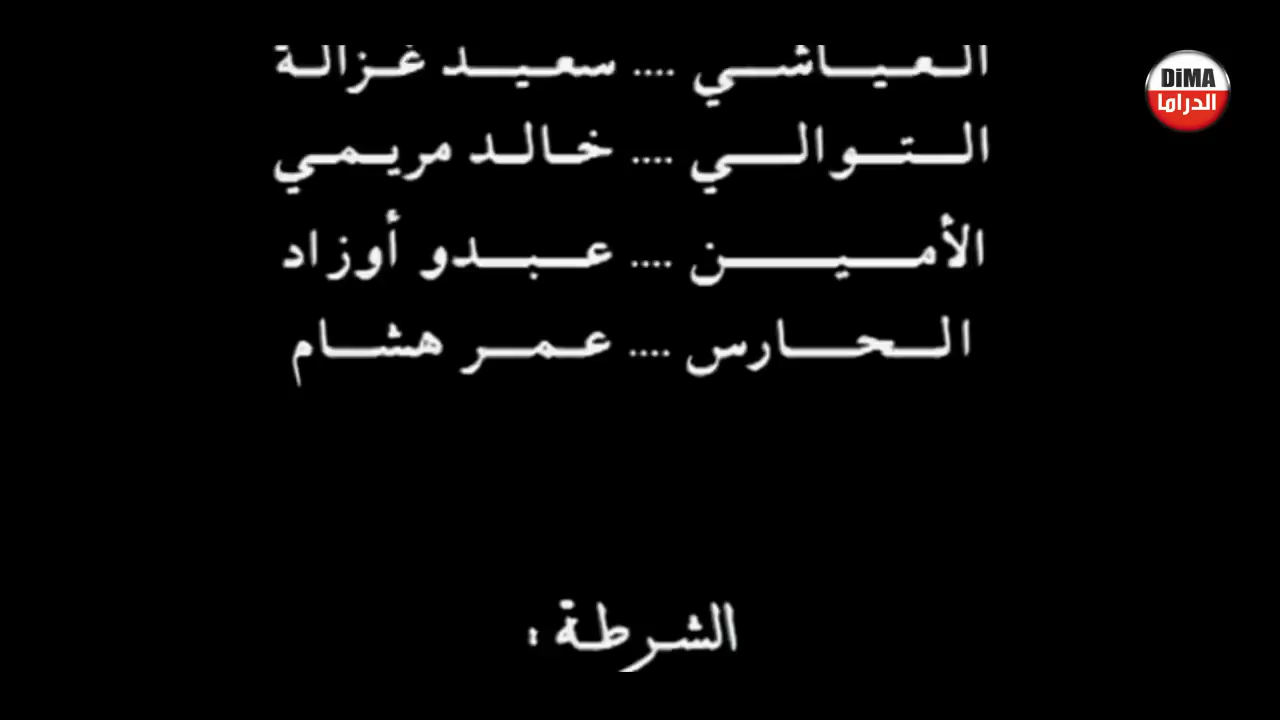 العياشي .... سعيد غزالة
التوالي .... خالد مريمي
الأمين .... عبدو أوزاد
الحارس .... عمر هشام
الشرطة :
DiMA
الدراما